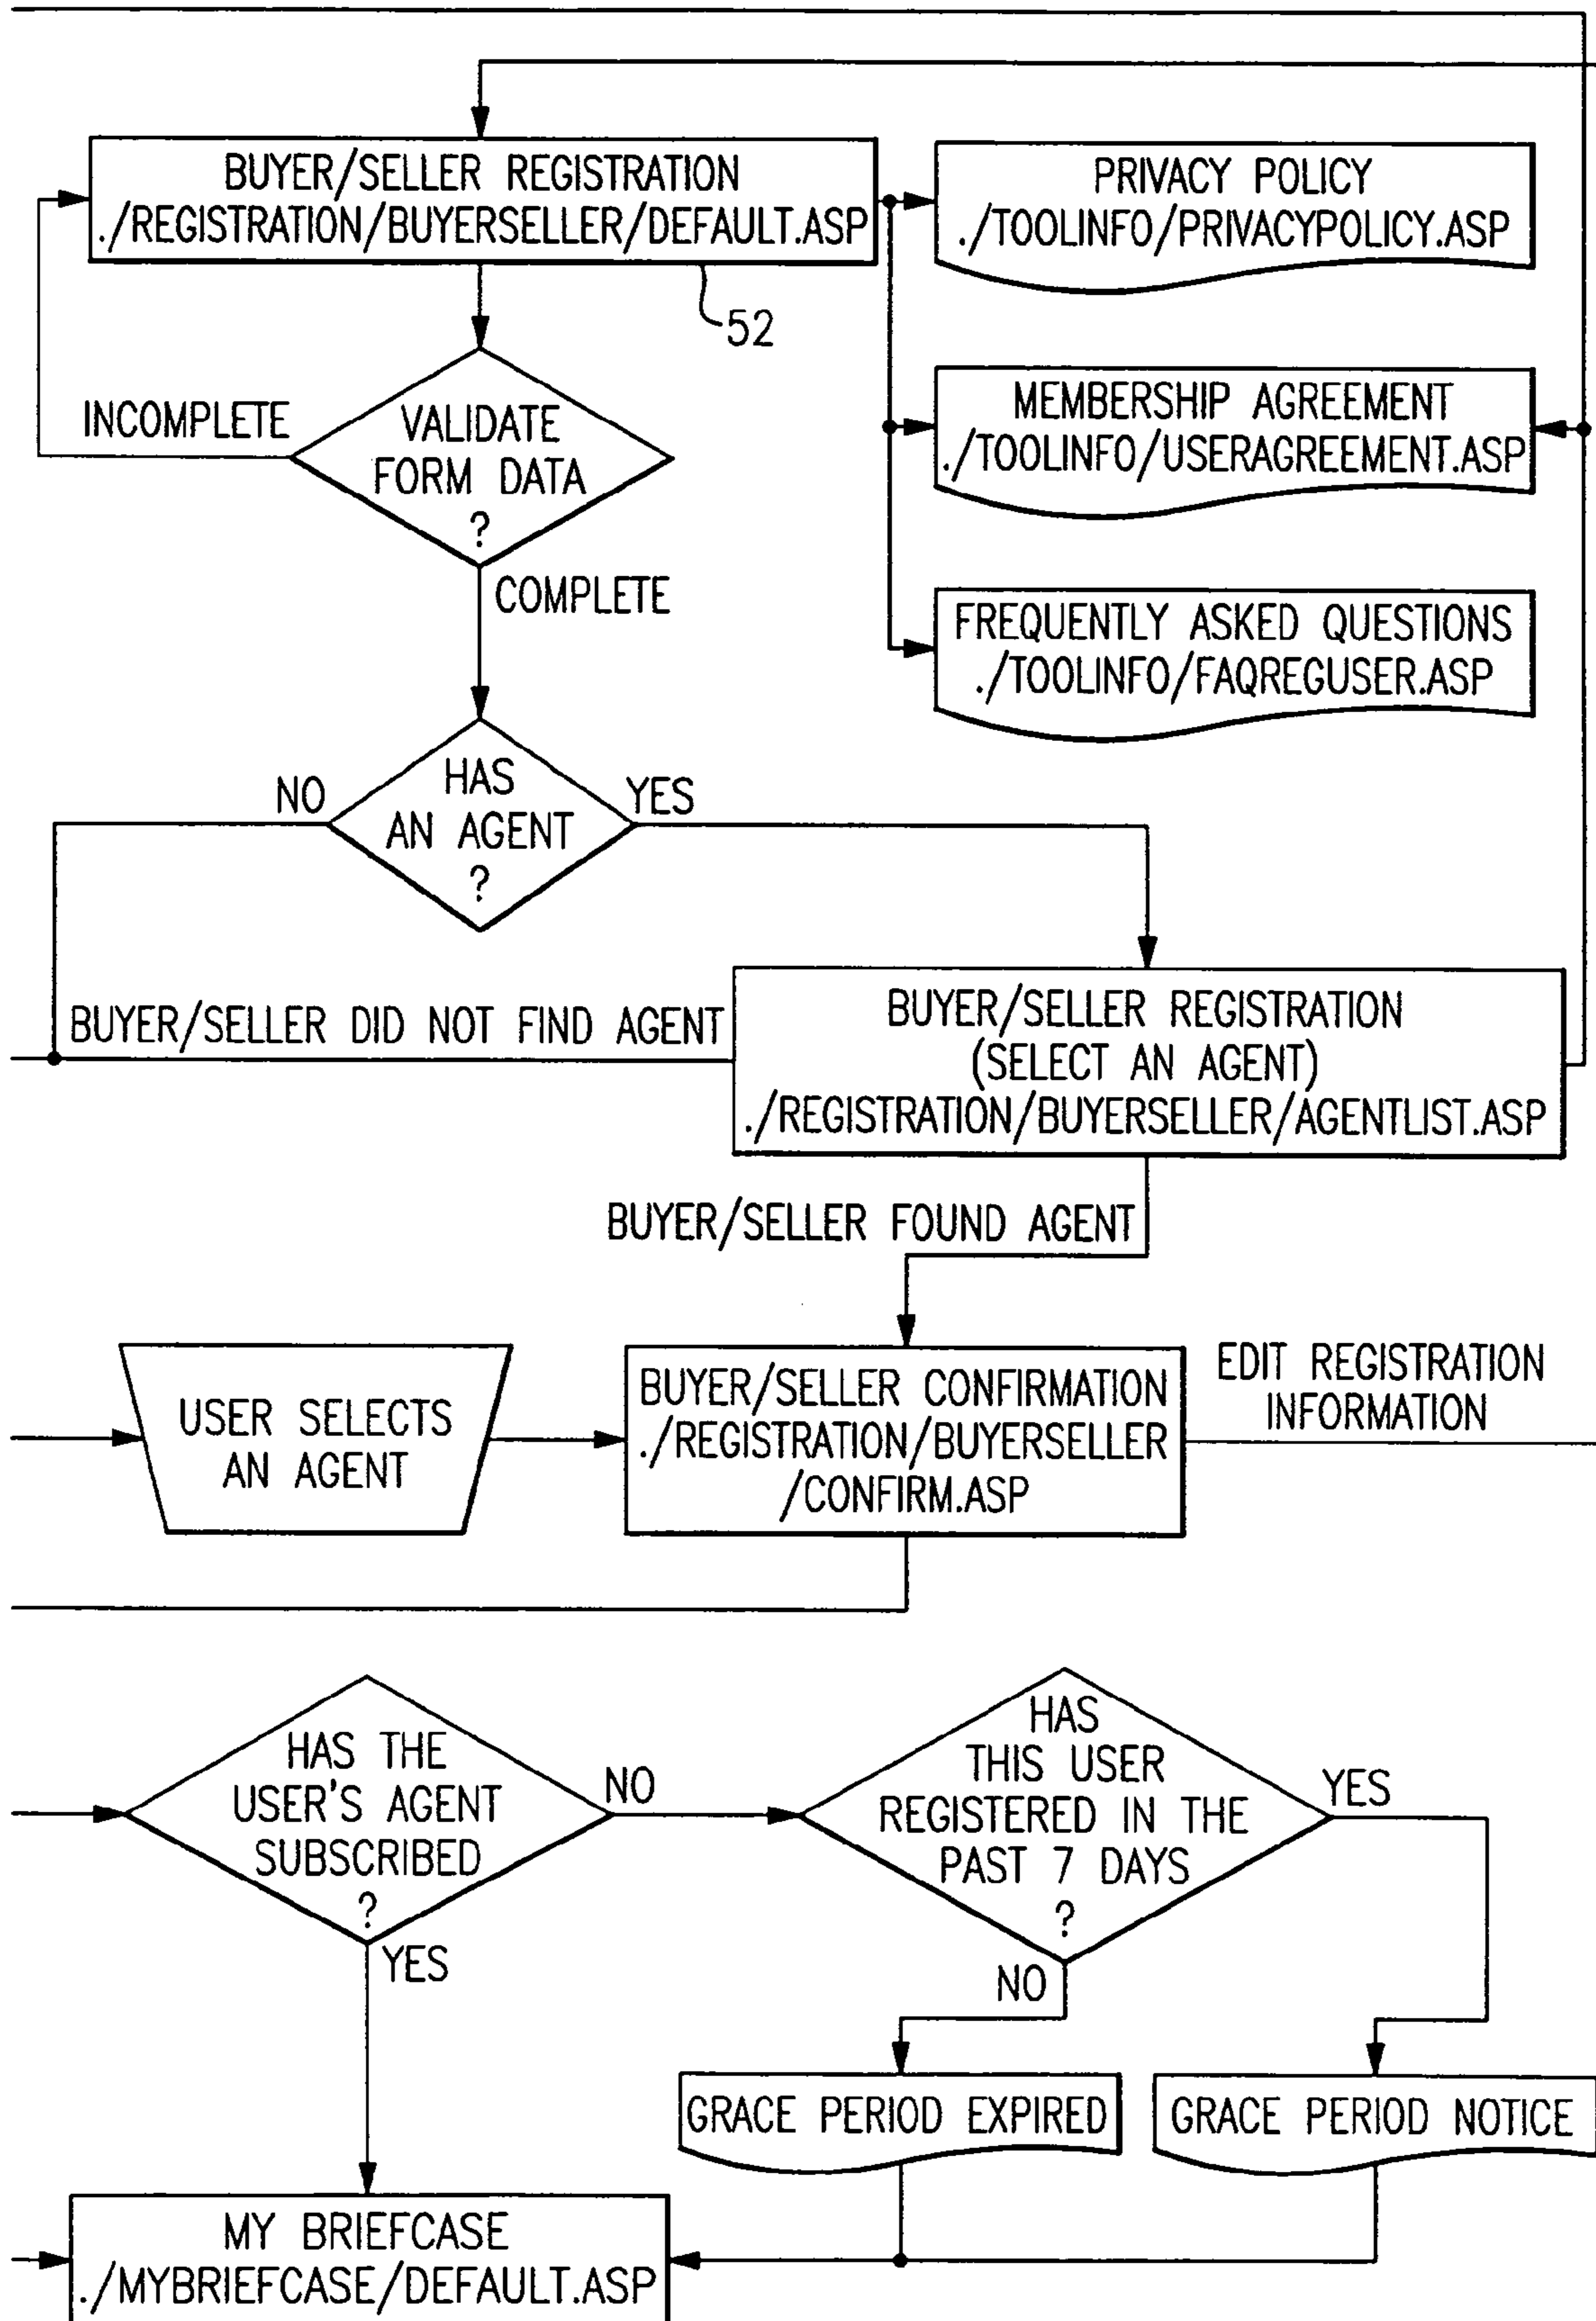 BUYER/SELLER REGISTRATION
./REGISTRATION/BUYERSELLER/DEFAULT.ASP
PRIVACY POLICY
./TOOLINFO/PRIVACYPOLICY.ASP
52
INCOMPLETE
VALIDATE
FORM DATA
?
MEMBERSHIP AGREEMENT
./TOOLINFO/USERAGREEMENT.ASP
COMPLETE
FREQUENTLY ASKED QUESTIONS
./TOOLINFO/FAQREGUSER.ASP
NO
HAS
AN AGENT
?
YES
BUYER/SELLER DID NOT FIND AGENT
BUYER/SELLER REGISTRATION
(SELECT AN AGENT)
./REGISTRATION/BUYERSELLER/AGENTLIST.ASP
BUYER/SELLER FOUND AGENT
USER SELECTS
AN AGENT
BUYER/SELLER CONFIRMATION
./REGISTRATION/BUYERSELLER
/CONFIRM.ASP
EDIT REGISTRATION
INFORMATION
HAS THE
USER'S AGENT
SUBSCRIBED
?
NO
YES
HAS
THIS USER
REGISTERED IN THE
PAST 7 DAYS
?
YES
NO
GRACE PERIOD EXPIRED
GRACE PERIOD NOTICE
MY BRIEFCASE
./MYBRIEFCASE/DEFAULT.ASP